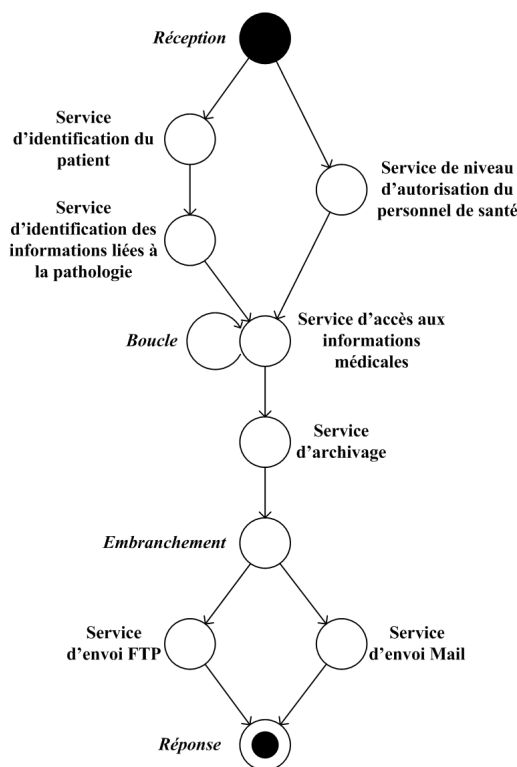 Réception
Service
d'identification du
patient
Service de niveau
d'autorisation du
personnel de santé
Service
d'identification des
informations liées à
la pathologie
Boucle
Service d'accès aux
informations
médicales
Service
d'archivage
Embranchement
Service
d'envoi FTP
Service
d'envoi Mail
Réponse